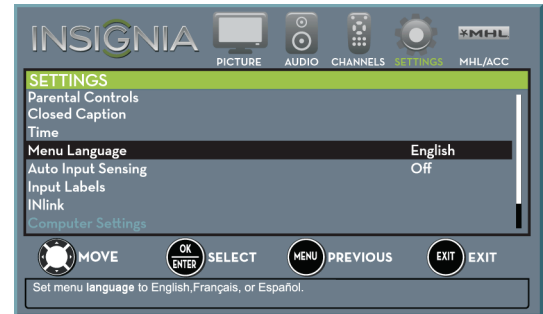 INSIGNIA
PICTURE AUDIO CHANNELS SETTINGS MHL/ACC
MHL
SETTINGS
Parental Controls
Closed Caption
Time
Menu Language English
Auto Input Sensing Off
Input Labels
INlink
Computer Settings
MOVE OK ENTER SELECT MENU PREVIOUS EXIT EXIT
Set menu language to English,Français, or Español.